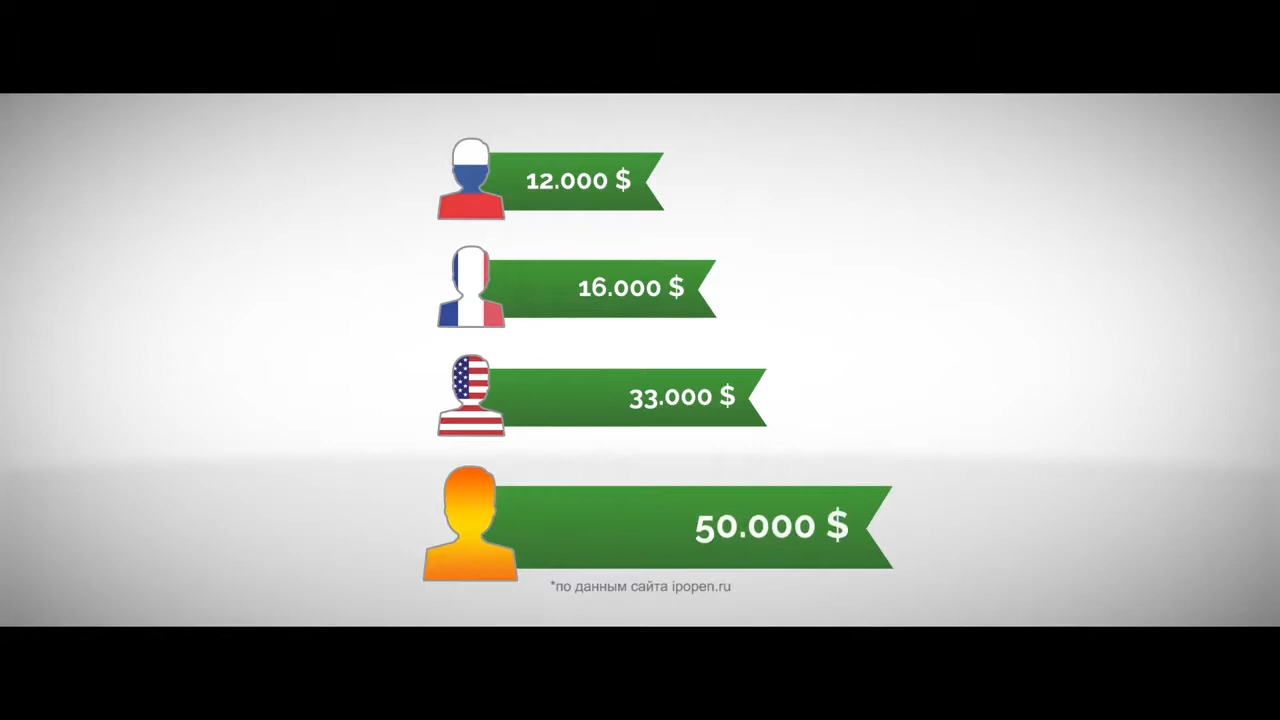 12.000 $
16.000 $
33.000 $
50.000 $
*по данным сайта ipopen.ru